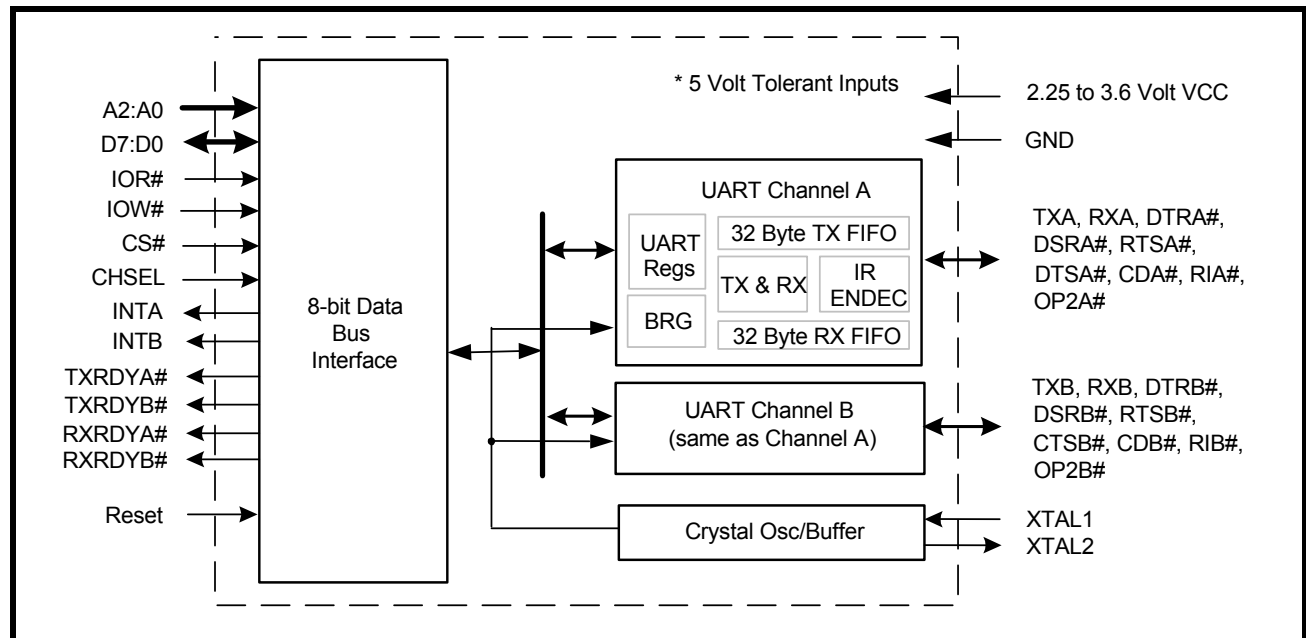 A2:A0
D7:D0
IOR#
IOW#
CS#
CHSEL
INTA
INTB
TXRDYA#
TXRDYB#
RXRDYA#
RXRDYB#
Reset
8-bit Data
Bus
Interface
* 5 Volt Tolerant Inputs
2.25 to 3.6 Volt VCC
GND
UART Channel A
UART
Regs
32 Byte TX FIFO
TX & RX
IR
ENDEC
BRG
32 Byte RX FIFO
TXA, RXA, DTRA#,
DSRA#, RTSA#,
DTSA#, CDA#, RIA#,
OP2A#
UART Channel B
(same as Channel A)
TXB, RXB, DTRB#,
DSRB#, RTSB#,
CTSB#, CDB#, RIB#,
OP2B#
Crystal Osc/Buffer
XTAL1
XTAL2